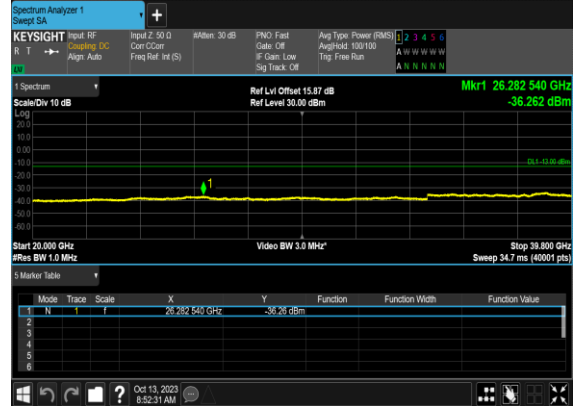 Spectrum Analyzer 1
Swept SA
KEYSIGHT Input: RF Input Z: 50 Ω #Atten: 30 dB PNO: Fast Avg Type: Power (RMS) 1 2 3 4 5 6
R T Coupling: DC Corr CCorr Gate: Off Avg|Hold: 100/100 A W W W W W
Align: Auto Freq Ref: Int (S) IF Gain: Low Trig: Free Run
Sig Track: Off A N N N N N
1 Spectrum
Ref Lvl Offset 15.87 dB Mkr1 26.282 540 GHz
Scale/Div 10 dB Ref Level 30.00 dBm -36.262 dBm
Log
20.0
10.0
0.00
-10.0
DL1 -13.00 dBm
-20.0
-30.0
1
-40.0
-50.0
-60.0
Start 20.000 GHz Video BW 3.0 MHz* Stop 39.800 GHz
#Res BW 1.0 MHz Sweep 34.7 ms (40001 pts)
5 Marker Table
Mode Trace Scale X Y Function Function Width Function Value
1 N 1 f 26.282 540 GHz -36.26 dBm
2
3
4
5
6
? Oct 13, 2023
8:52:31 AM